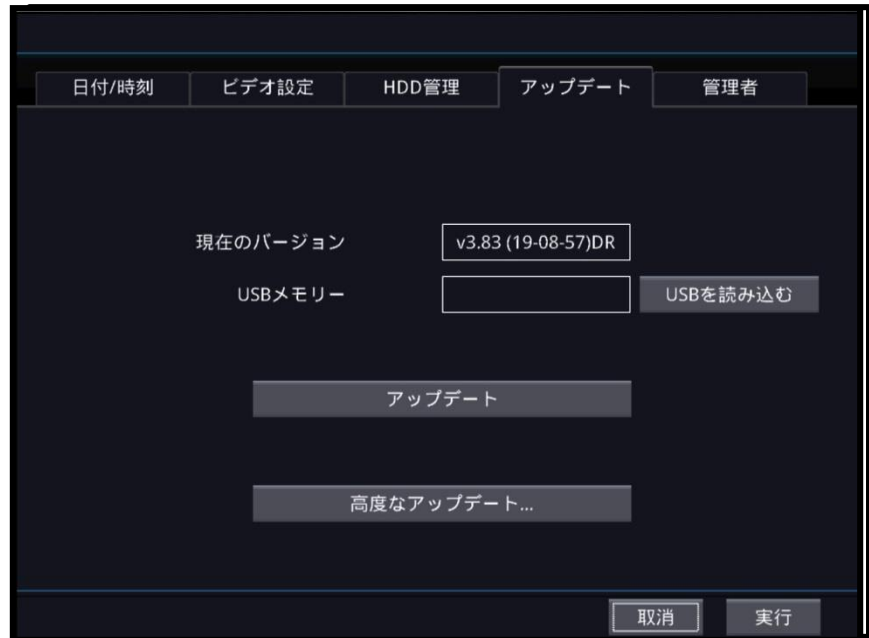 日付/時刻 ビデオ設定 HDD管理 アップデート 管理者
現在のバージョン v3.83 (19-08-57)DR
USBメモリー USBを読み込む
アップデート
高度なアップデート...
取消 実行